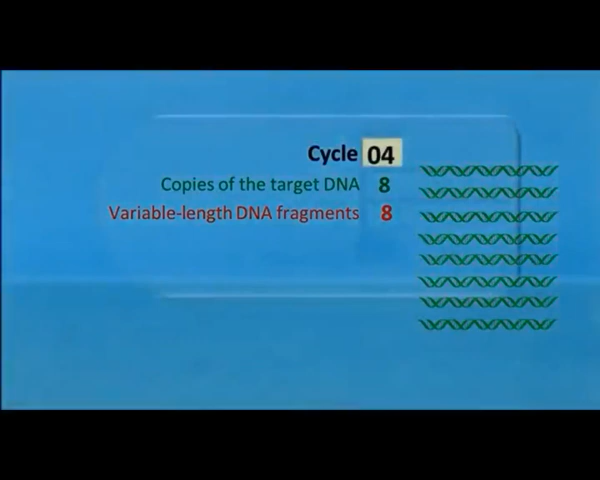 Cycle 04
Copies of the target DNA 8
Variable-length DNA fragments 8